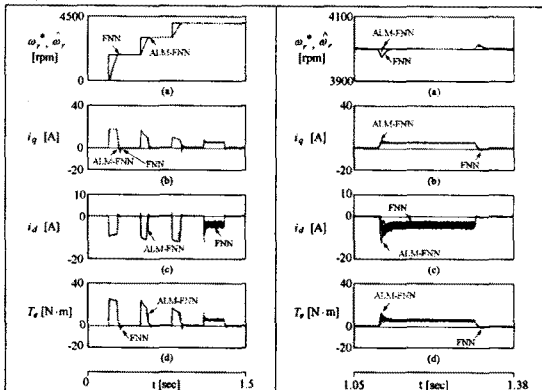 4500
ωr*, ω̂r
[rpm]
FNN
ALM-FNN
0
(a)
40
iq [A]
0
-20
ALM-FNN
FNN
(b)
10
0
id [A]
-20
ALM-FNN
FNN
(c)
40
Te [N·m]
0
-20
ALM-FNN
FNN
(d)
0
t [sec]
1.5
4100
ωr*, ω̂r
[rpm]
3900
ALM-FNN
FNN
(a)
40
iq [A]
0
-20
ALM-FNN
FNN
(b)
10
0
id [A]
-20
FNN
ALM-FNN
(c)
40
Te [N·m]
0
-20
ALM-FNN
FNN
(d)
1.05
t [sec]
1.38